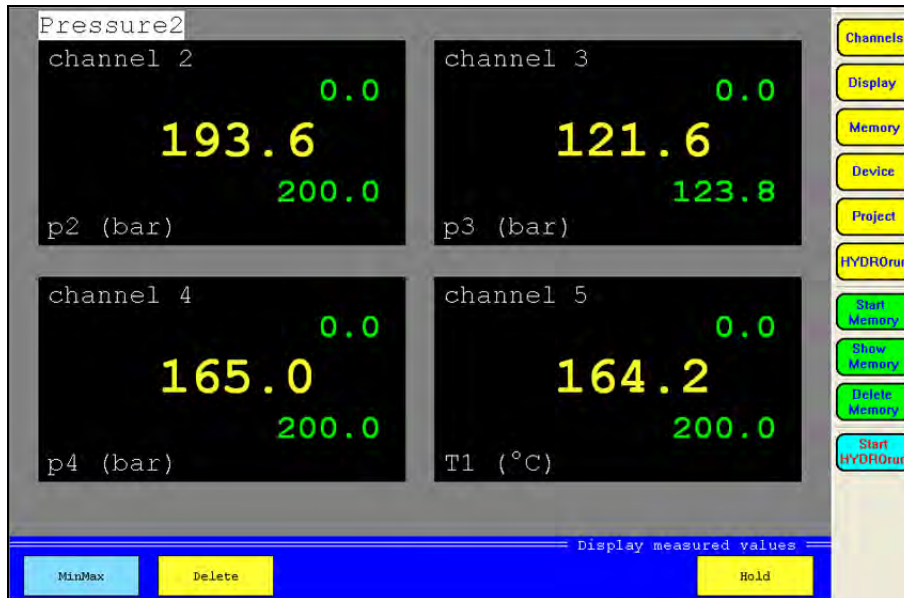 Pressure2
channel 2
0.0
193.6
200.0
p2 (bar)
channel 3
0.0
121.6
123.8
p3 (bar)
channel 4
0.0
165.0
200.0
p4 (bar)
channel 5
0.0
164.2
200.0
T1 (°C)
Display measured values
MinMax
Delete
Hold
Channels
Display
Memory
Device
Project
HYDROrun
Start
Memory
Show
Memory
Delete
Memory
Start
HYDROrun